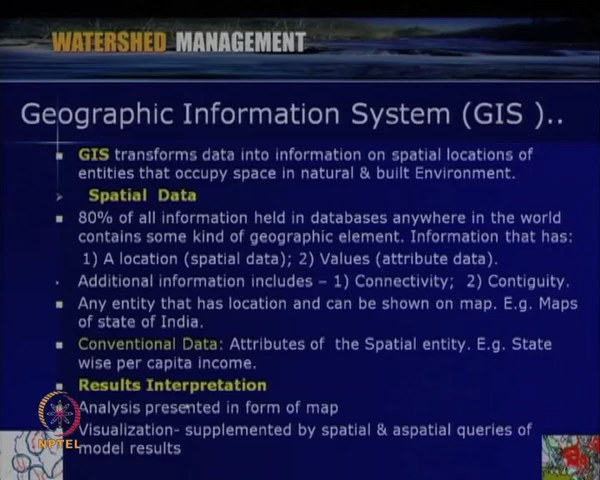 WATERSHED MANAGEMENT
Geographic Information System (GIS )..
GIS transforms data into information on spatial locations of
entities that occupy space in natural & built Environment.
Spatial Data
80% of all information held in databases anywhere in the world
contains some kind of geographic element. Information that has:
1) A location (spatial data); 2) Values (attribute data).
Additional information includes – 1) Connectivity; 2) Contiguity.
Any entity that has location and can be shown on map. E.g. Maps
of state of India.
Conventional Data: Attributes of the Spatial entity. E.g. State
wise per capita income.
Results Interpretation
Analysis presented in form of map
Visualization- supplemented by spatial & aspatial queries of
model results
NPTEL